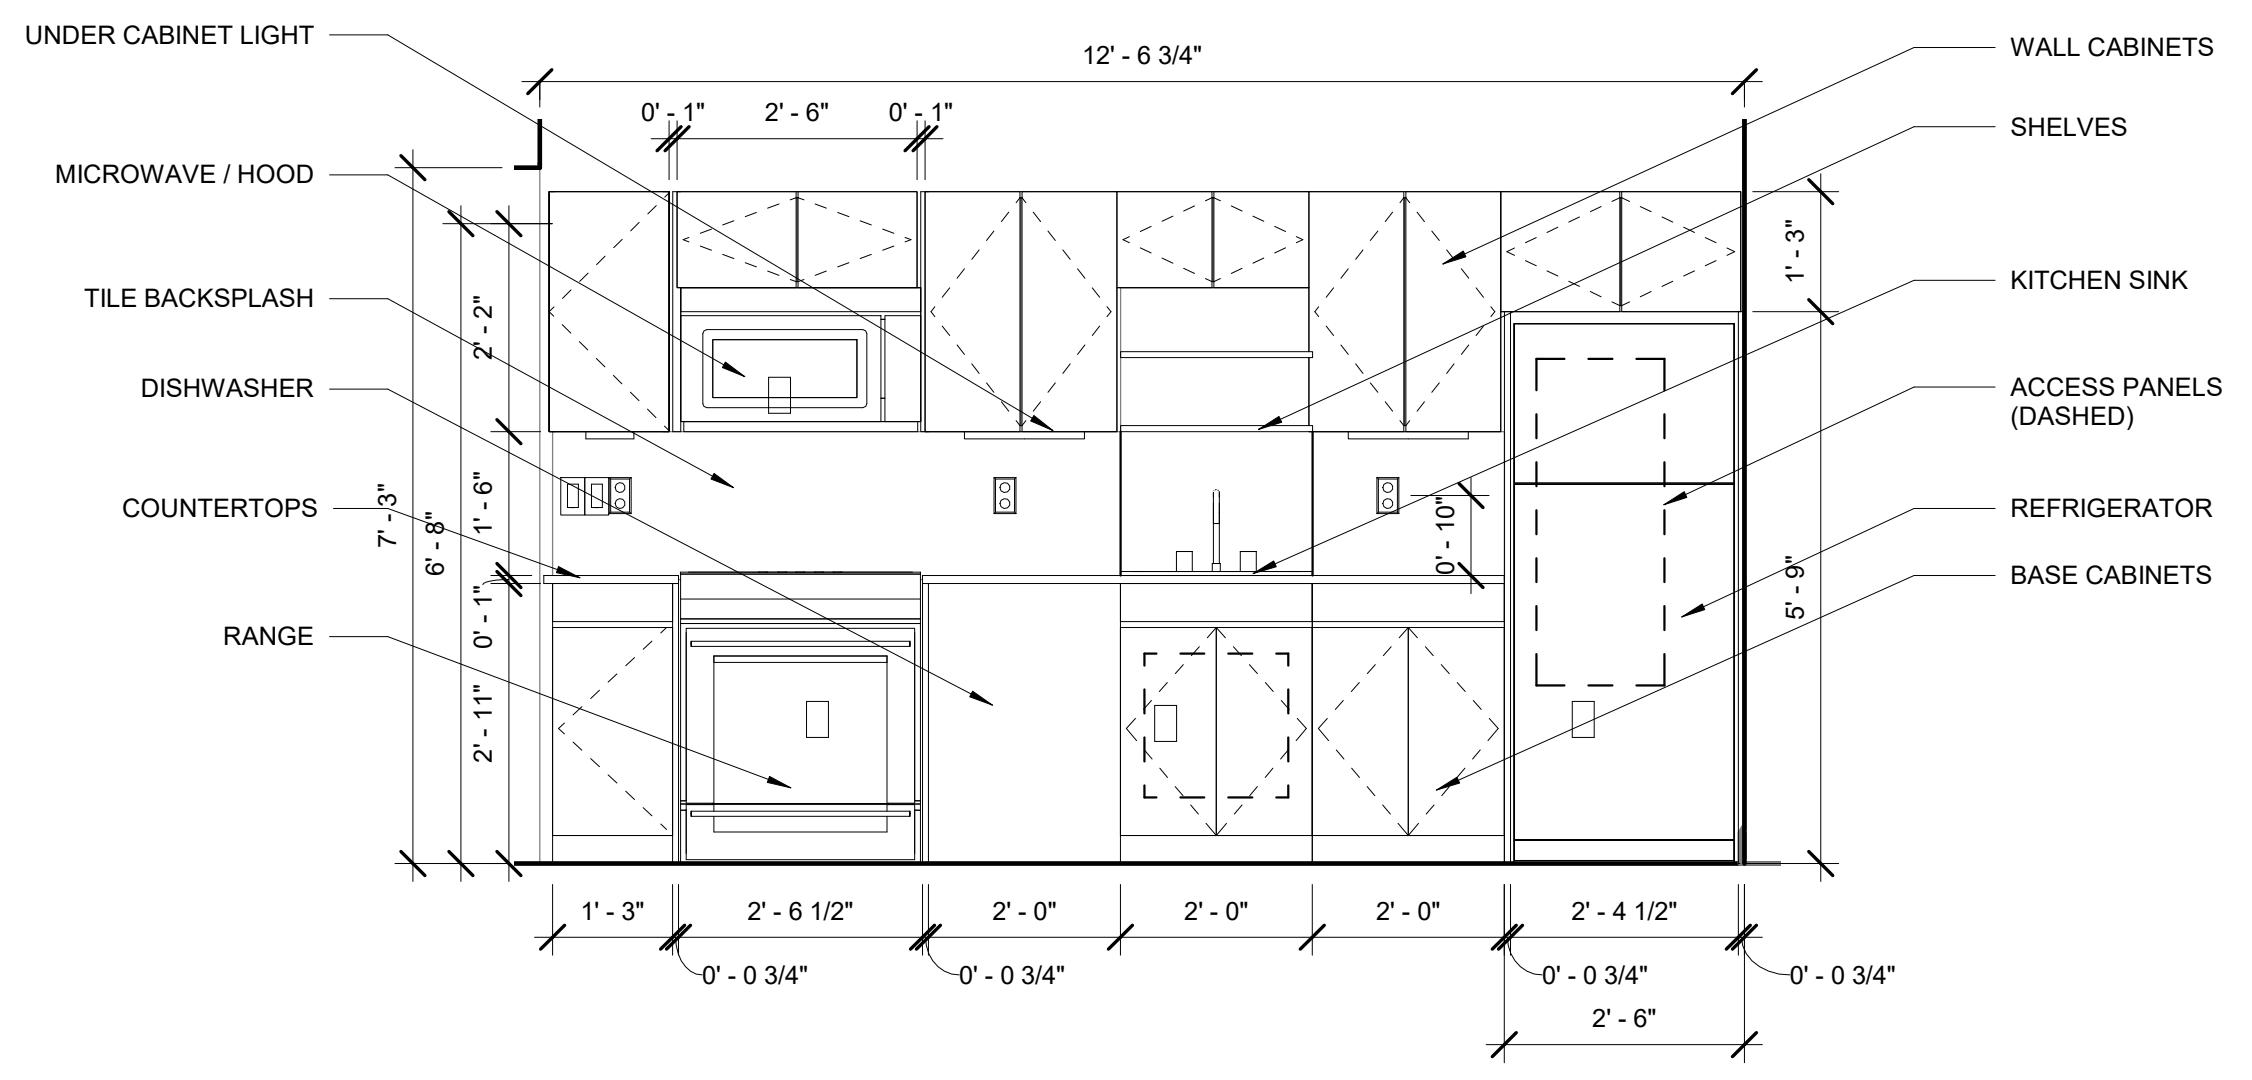 UNDER CABINET LIGHT
MICROWAVE / HOOD
TILE BACKSPLASH
DISHWASHER
COUNTERTOPS
RANGE
12' - 6 3/4"
0' - 1"
2' - 6"
0' - 1"
7' - 3"
6' - 8"
2' - 2"
1' - 6"
0' - 1"
2' - 11"
0' - 10"
1' - 3"
5' - 9"
WALL CABINETS
SHELVES
KITCHEN SINK
ACCESS PANELS
(DASHED)
REFRIGERATOR
BASE CABINETS
1' - 3"
2' - 6 1/2"
2' - 0"
2' - 0"
2' - 0"
2' - 4 1/2"
0' - 0 3/4"
0' - 0 3/4"
0' - 0 3/4"
0' - 0 3/4"
2' - 6"